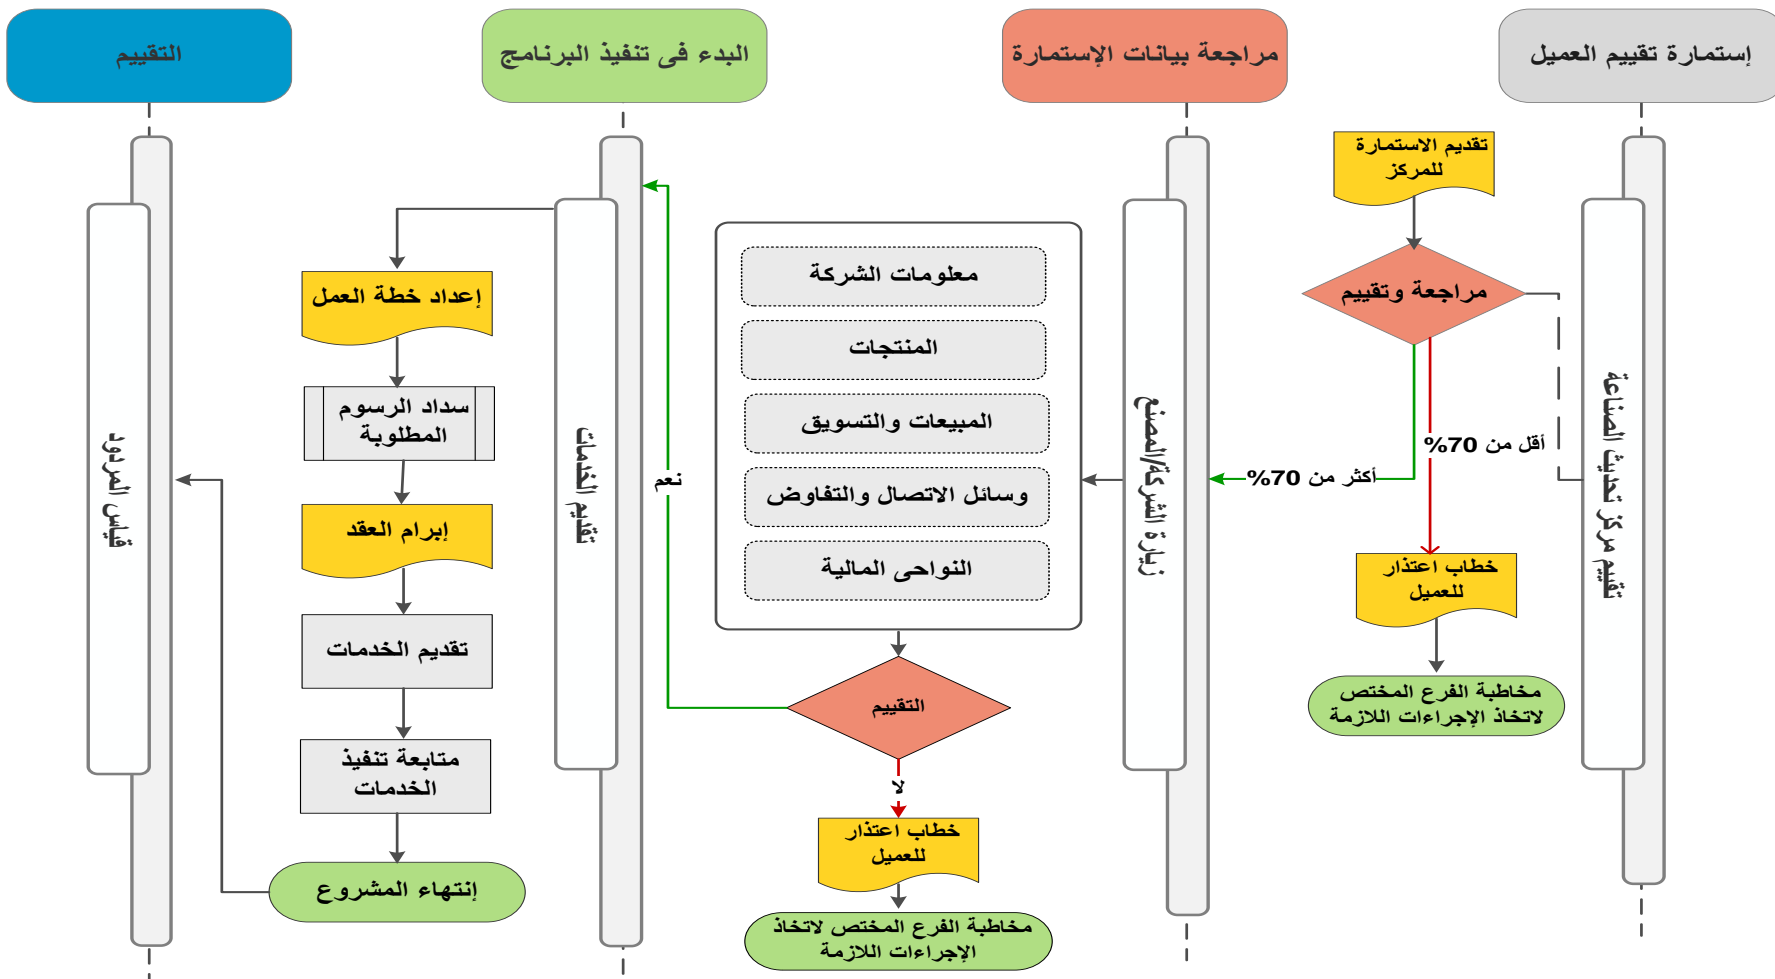 إستمارة تقييم العميل
مراجعة بيانات الإستمارة
البدء فى تنفيذ البرنامج
التقييم
تقديم الاستمارة
للمركز
مراجعة وتقييم
أقل من 70%
أكثر من 70%
خطاب اعتذار
للعميل
مخاطبة الفرع المختص
لاتخاذ الإجراءات اللازمة
تقييم مركز تحديث الصناعة
زيارة الشركة/المصنع
معلومات الشركة
المنتجات
المبيعات والتسويق
وسائل الاتصال والتفاوض
النواحى المالية
التقييم
نعم
لا
خطاب اعتذار
للعميل
مخاطبة الفرع المختص لاتخاذ
الإجراءات اللازمة
تقديم الخدمات
إعداد خطة العمل
سداد الرسوم
المطلوبة
إبرام العقد
تقديم الخدمات
متابعة تنفيذ
الخدمات
إنتهاء المشروع
قياس المردود